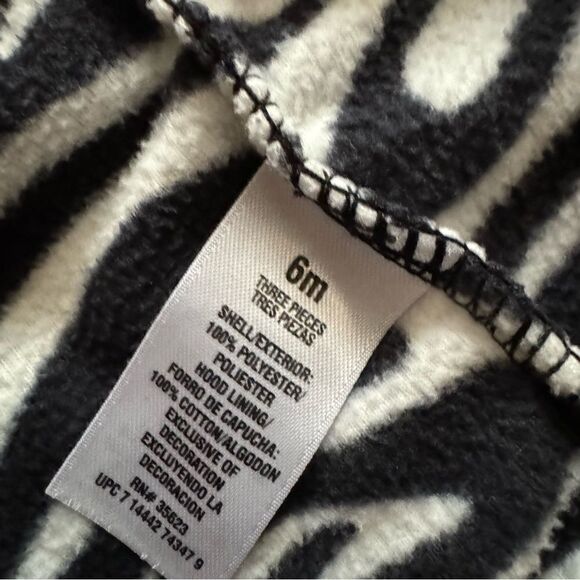 6m
THREE PIECES
TRES PIEZAS
SHELL/EXTERIOR:
100% POLYESTER/
POLIESTER
HOOD LINING/
FORRO DE CAPUCHA:
100% COTTON/ALGODON
EXCLUSIVE OF
DECORATION
EXCLUYENDO LA
DECORACION
RN# 35623
UPC 7 14442 74347 9